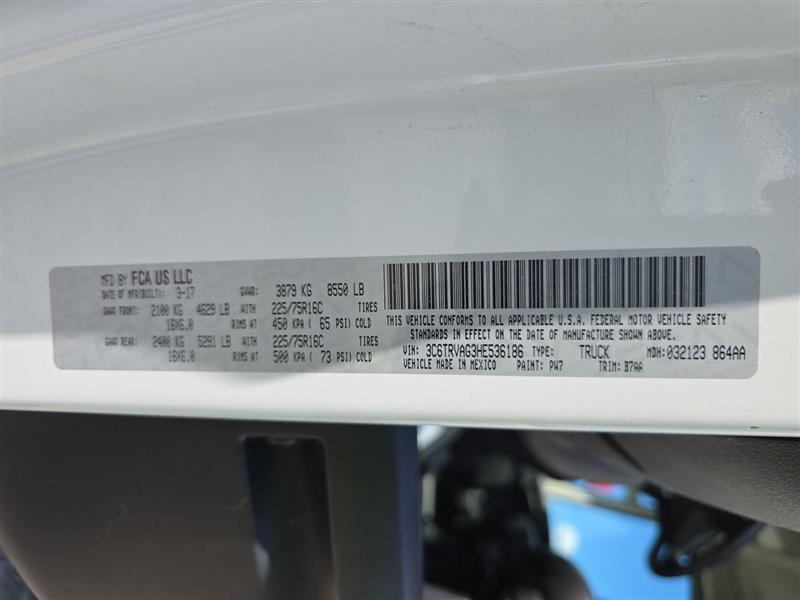 MFD BY FCA US LLC
DATE OF MFR(BUILT): 3-17 GVWR: 3879 KG 8550 LB
GAWR FRONT: 2100 KG 4629 LB WITH 225/75R16C TIRES
16X6.0 RIMS AT 450 KPA ( 65 PSI) COLD
GAWR REAR: 2400 KG 5291 LB WITH 225/75R16C TIRES
16X6.0 RIMS AT 500 KPA ( 73 PSI) COLD
THIS VEHICLE CONFORMS TO ALL APPLICABLE U.S.A. FEDERAL MOTOR VEHICLE SAFETY
STANDARDS IN EFFECT ON THE DATE OF MANUFACTURE SHOWN ABOVE.
VIN: 3C6TRVAG3HE536186 TYPE: TRUCK MDH: 032123 864AA
VEHICLE MADE IN MEXICO PAINT: PW7 TRIM: B7AA